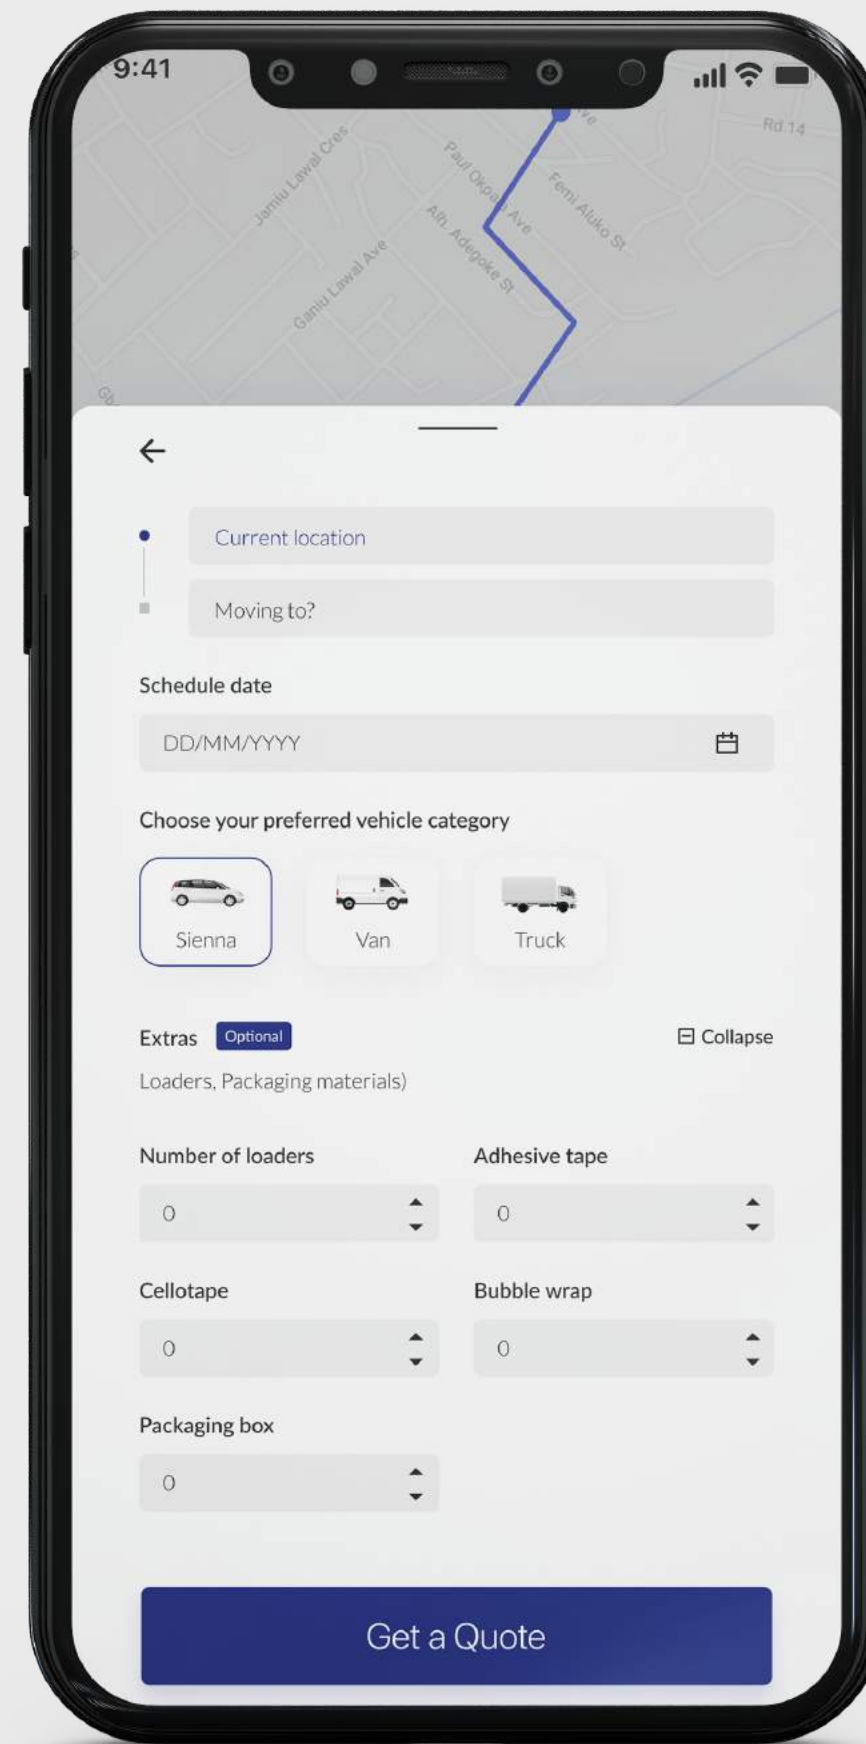 9:41
Rd 14
Jamiu Lawal Cres
Paul Okpara Ave
Femi Aluko St
Alh. Adegoke St
Ganiu Lawal Ave
Current location
Moving to?
Schedule date
DD/MM/YYYY
Choose your preferred vehicle category
Sienna Van Truck
Extras Optional Collapse
Loaders, Packaging materials)
Number of loaders Adhesive tape
0 0
Cellotape Bubble wrap
0 0
Packaging box
0
Get a Quote